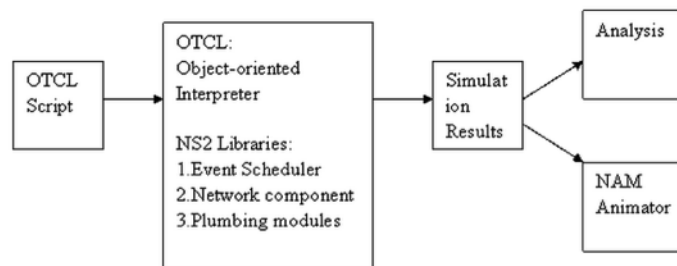 OTCL
Script
OTCL:
Object-oriented
Interpreter
NS2 Libraries:
1.Event Scheduler
2.Network component
3.Plumbing modules
Simulat
ion
Results
Analysis
NAM
Animator